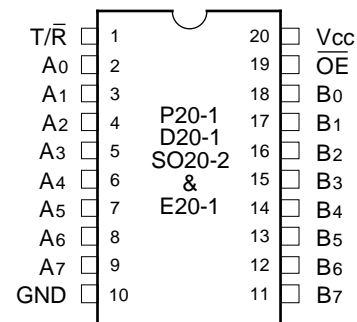 T/R̅ 1 20 Vcc
A0 2 19 O̅E̅
A1 3 18 B0
A2 4 17 B1
A3 5 16 B2
A4 6 15 B3
A5 7 14 B4
A6 8 13 B5
A7 9 12 B6
GND 10 11 B7
P20-1
D20-1
SO20-2
&
E20-1